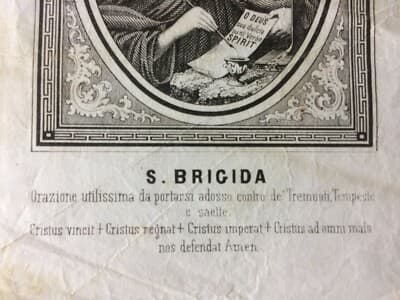 O DEUS
SPIRIT
S. BRIGIDA
Orazione utilissima da portarsi adosso contro de' Tremuoti, Tempeste
e saette.
Cristus vincit + Cristus regnat + Cristus imperat + Cristus ad omni malo
nos defendat Amen.